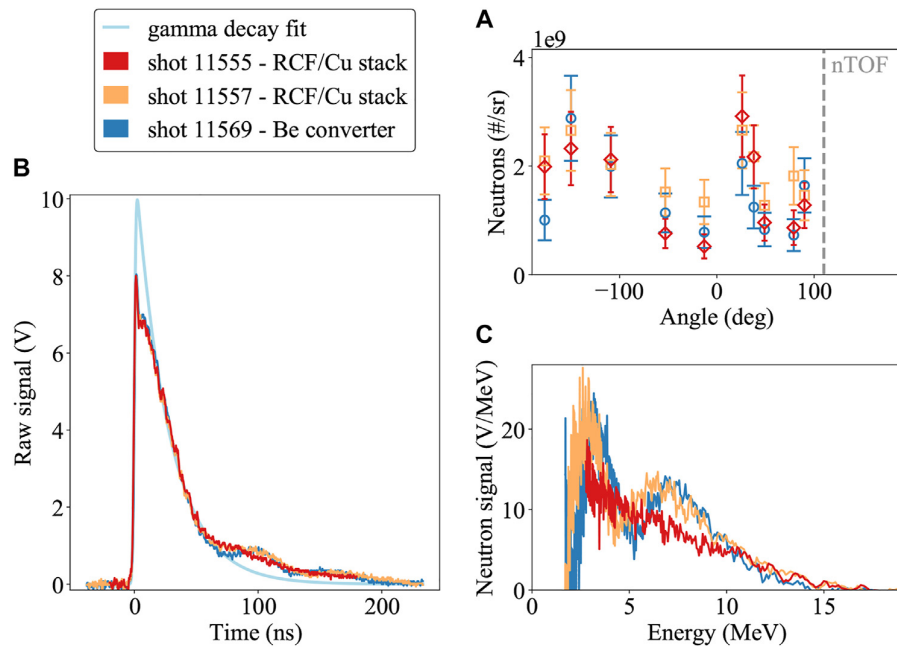 gamma decay fit
shot 11555 - RCF/Cu stack
shot 11557 - RCF/Cu stack
shot 11569 - Be converter
A
1e9
nTOF
Neutrons (#/sr)
4
2
0
−100
0
100
Angle (deg)
B
Raw signal (V)
10
8
6
4
2
0
0
100
200
Time (ns)
C
Neutron signal (V/MeV)
20
10
0
0
5
10
15
Energy (MeV)